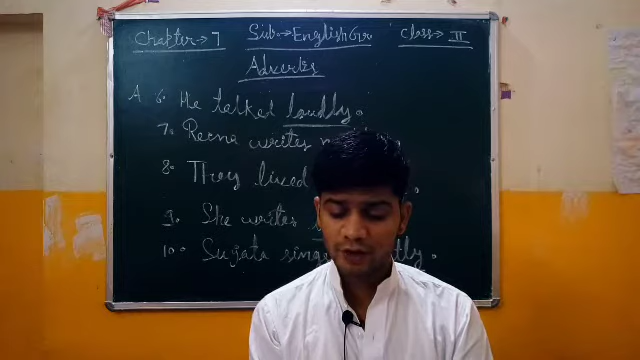 Chapter → 7 Sub. → English Gr. Class → III
Adverbs
A 6. He talked loudly.
7. Reena writes
8. They lived
9. She writes
10. Sujata sings